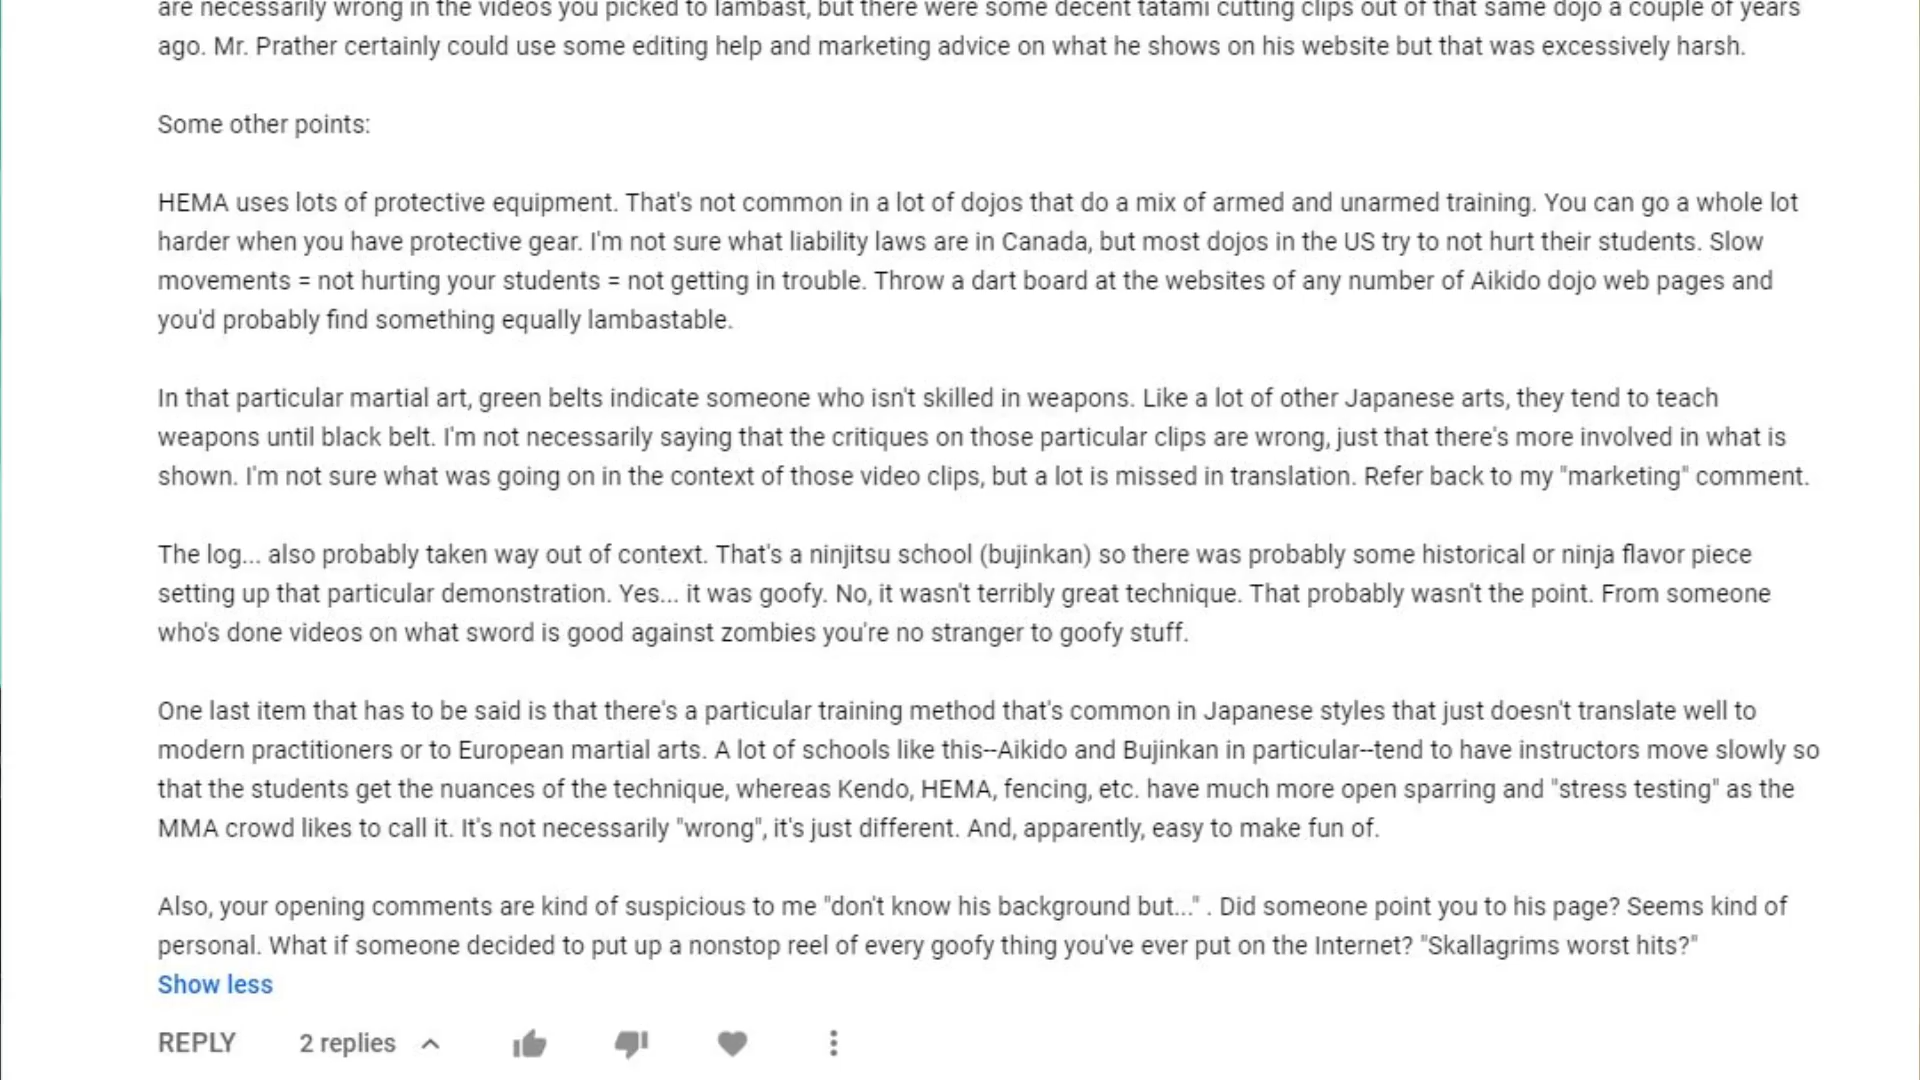 are necessarily wrong in the videos you picked to lambast, but there were some decent tatami cutting clips out of that same dojo a couple of years
ago. Mr. Prather certainly could use some editing help and marketing advice on what he shows on his website but that was excessively harsh.
Some other points:
HEMA uses lots of protective equipment. That's not common in a lot of dojos that do a mix of armed and unarmed training. You can go a whole lot
harder when you have protective gear. I'm not sure what liability laws are in Canada, but most dojos in the US try to not hurt their students. Slow
movements = not hurting your students = not getting in trouble. Throw a dart board at the websites of any number of Aikido dojo web pages and
you'd probably find something equally lambastable.
In that particular martial art, green belts indicate someone who isn't skilled in weapons. Like a lot of other Japanese arts, they tend to teach
weapons until black belt. I'm not necessarily saying that the critiques on those particular clips are wrong, just that there's more involved in what is
shown. I'm not sure what was going on in the context of those video clips, but a lot is missed in translation. Refer back to my "marketing" comment.
The log... also probably taken way out of context. That's a ninjitsu school (bujinkan) so there was probably some historical or ninja flavor piece
setting up that particular demonstration. Yes... it was goofy. No, it wasn't terribly great technique. That probably wasn't the point. From someone
who's done videos on what sword is good against zombies you're no stranger to goofy stuff.
One last item that has to be said is that there's a particular training method that's common in Japanese styles that just doesn't translate well to
modern practitioners or to European martial arts. A lot of schools like this--Aikido and Bujinkan in particular--tend to have instructors move slowly so
that the students get the nuances of the technique, whereas Kendo, HEMA, fencing, etc. have much more open sparring and "stress testing" as the
MMA crowd likes to call it. It's not necessarily "wrong", it's just different. And, apparently, easy to make fun of.
Also, your opening comments are kind of suspicious to me "don't know his background but..." . Did someone point you to his page? Seems kind of
personal. What if someone decided to put up a nonstop reel of every goofy thing you've ever put on the Internet? "Skallagrims worst hits?"
Show less
REPLY 2 replies